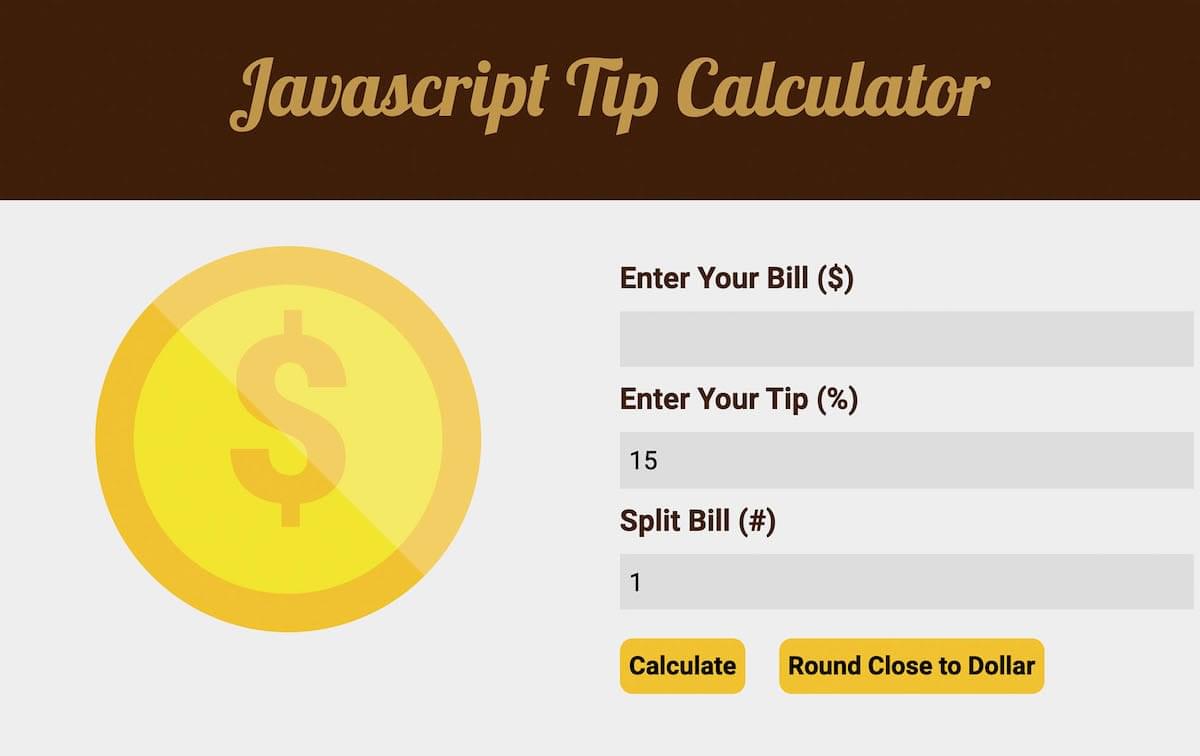 Javascript Tip Calculator
$
Enter Your Bill ($)
Enter Your Tip (%)
15
Split Bill (#)
1
Calculate
Round Close to Dollar